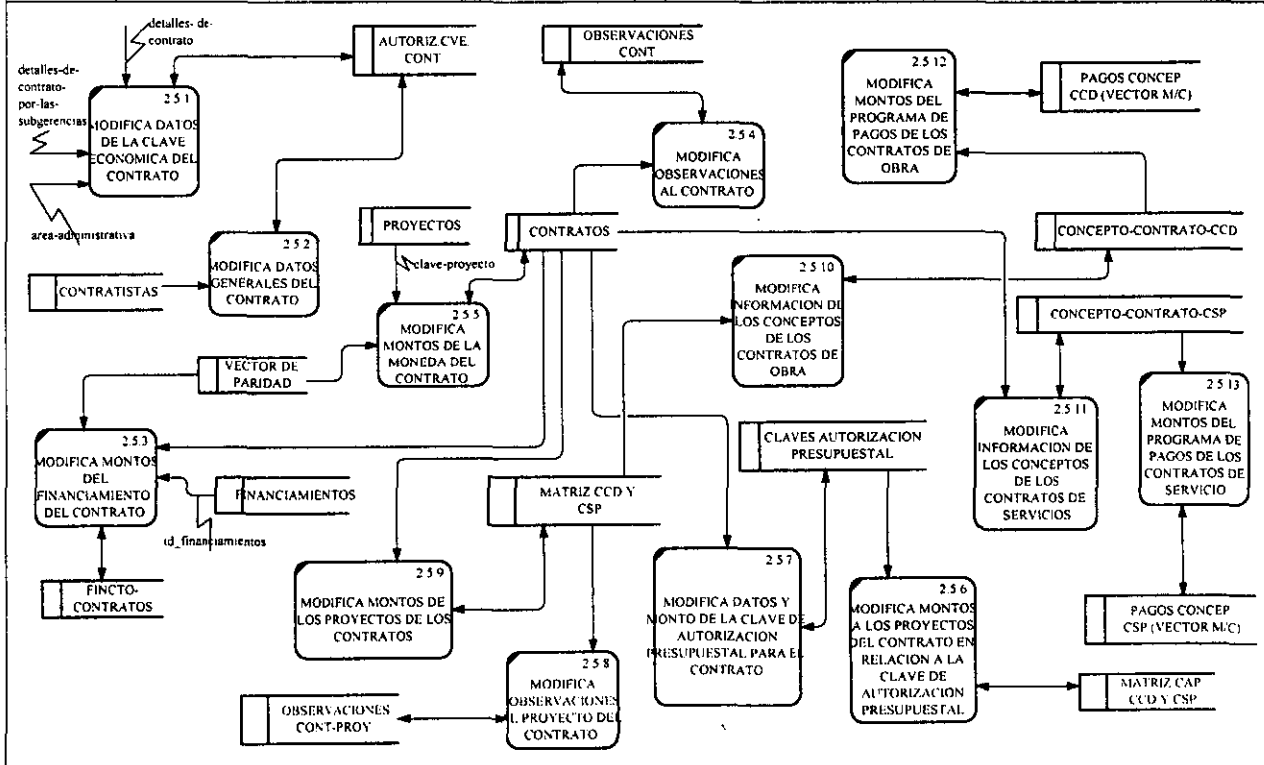 detalles- de-
contrato
AUTORIZ CVE
CONT
OBSERVACIONES
CONT
detalles-de-
contrato-
por-las-
subgerencias
2 5 1
MODIFICA DATOS
DE LA CLAVE
ECONOMICA DEL
CONTRATO
area-administrativa
2 5 12
MODIFICA
MONTOS DEL
PROGRAMA DE
PAGOS DE LOS
CONTRATOS DE
OBRA
PAGOS CONCEP
CCD (VECTOR M/C)
2 5 4
MODIFICA
OBSERVACIONES
AL CONTRATO
2 5 2
MODIFICA DATOS
GENERALES DEL
CONTRATO
CONTRATISTAS
PROYECTOS
clave-proyecto
CONTRATOS
CONCEPTO-CONTRATO-CCD
2 5 5
MODIFICA
MONTOS DE LA
MONEDA DEL
CONTRATO
2 5 10
MODIFICA
INFORMACION DE
LOS CONCEPTOS
DE LOS
CONTRATOS DE
OBRA
CONCEPTO-CONTRATO-CSP
VECTOR DE
PARIDAD
2 5 13
MODIFICA
MONTOS DEL
PROGRAMA DE
PAGOS DE LOS
CONTRATOS DE
SERVICIO
2 5 11
MODIFICA
INFORMACION DE
LOS CONCEPTOS
DE LOS
CONTRATOS DE
SERVICIOS
2 5 3
MODIFICA MONTOS
DEL
FINANCIAMIENTO
DEL CONTRATO
FINANCIAMIENTOS
id_financiamientos
CLAVES AUTORIZACION
PRESUPUESTAL
MATRIZ CCD Y
CSP
FINCTO-
CONTRATOS
2 5 9
MODIFICA MONTOS DE
LOS PROYECTOS DE LOS
CONTRATOS
2 5 7
MODIFICA DATOS Y
MONTO DE LA CLAVE DE
AUTORIZACION
PRESUPUESTAL PARA EL
CONTRATO
2 5 6
MODIFICA MONTOS
A LOS PROYECTOS
DEL CONTRATO EN
RELACION A LA
CLAVE DE
AUTORIZACION
PRESUPUESTAL
PAGOS CONCEP
CSP (VECTOR M/C)
2 5 8
MODIFICA
OBSERVACIONES
L PROYECTO DEL
CONTRATO
OBSERVACIONES
CONT-PROY
MATRIZ CAP
CCD Y CSP